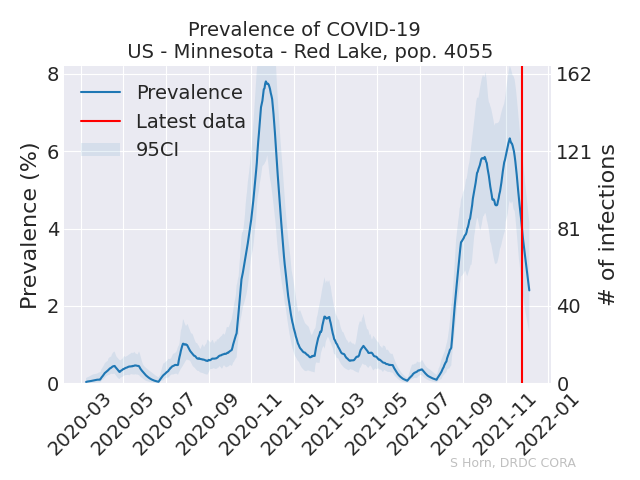 Prevalence of COVID-19
US - Minnesota - Red Lake, pop. 4055
Prevalence
Latest data
95CI
Prevalence (%)
8
6
4
2
0
# of infections
162
121
81
40
0
2020-03
2020-05
2020-07
2020-09
2020-11
2021-01
2021-03
2021-05
2021-07
2021-09
2021-11
2022-01
S Horn, DRDC CORA